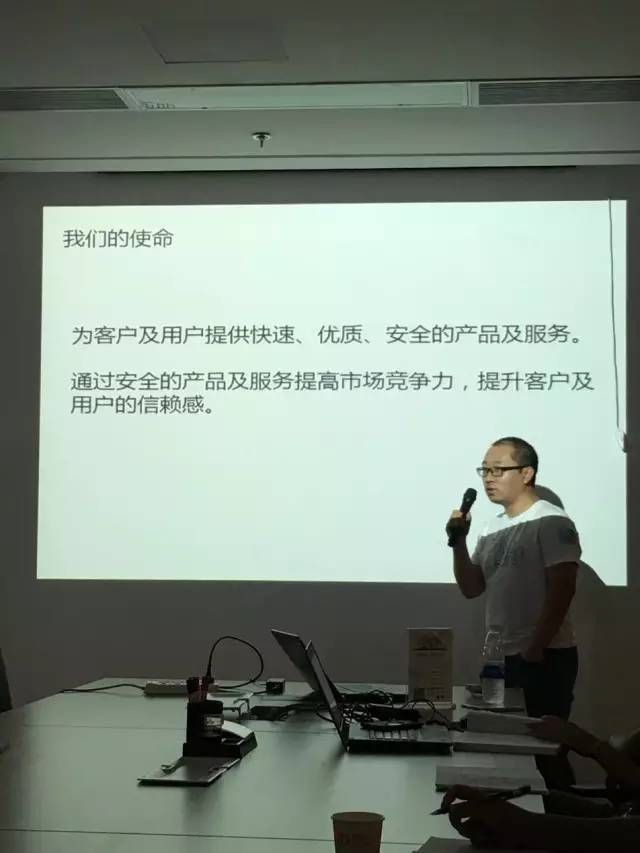 我们的使命
为客户及用户提供快速、优质、安全的产品及服务。
通过安全的产品及服务提高市场竞争力，提升客户及
用户的信赖感。